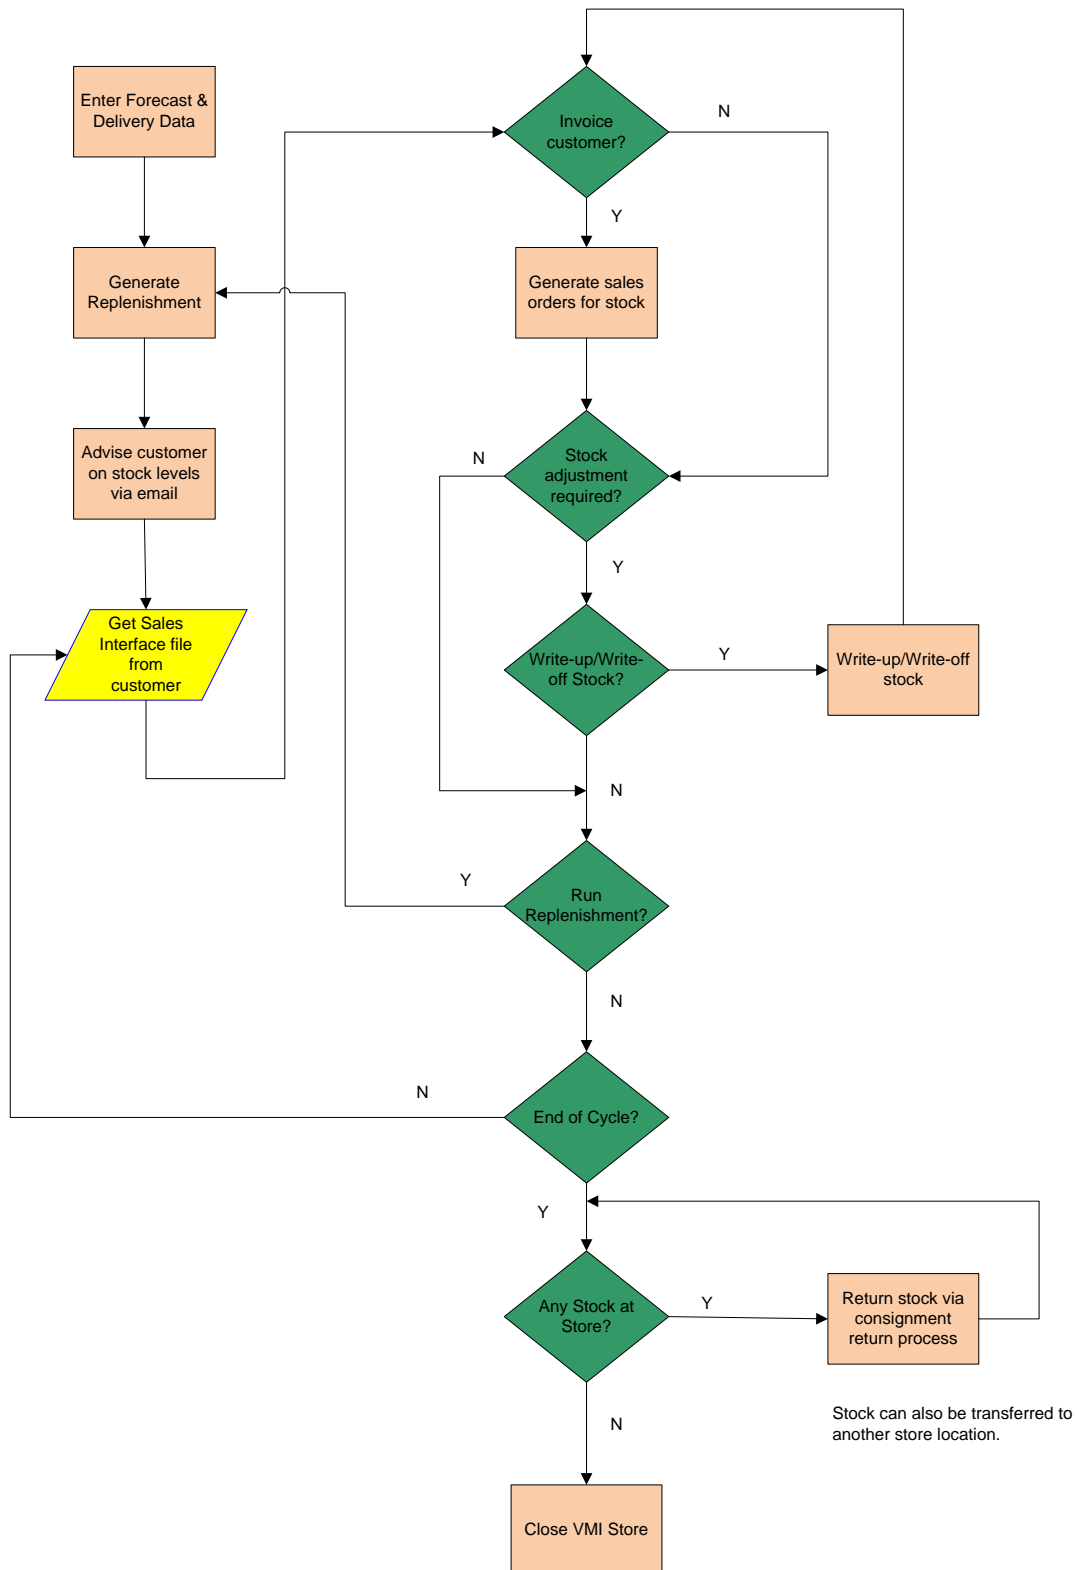 Enter Forecast &
Delivery Data
Generate
Replenishment
Advise customer
on stock levels
via email
Get Sales
Interface file
from
customer
Invoice
customer?
N
Y
Generate sales
orders for stock
Stock
adjustment
required?
N
Y
Write-up/Write-
off Stock?
Y
Write-up/Write-off
stock
N
Run
Replenishment?
Y
N
End of Cycle?
N
Y
Any Stock at
Store?
Y
Return stock via
consignment
return process
Stock can also be transferred to
another store location.
N
Close VMI Store